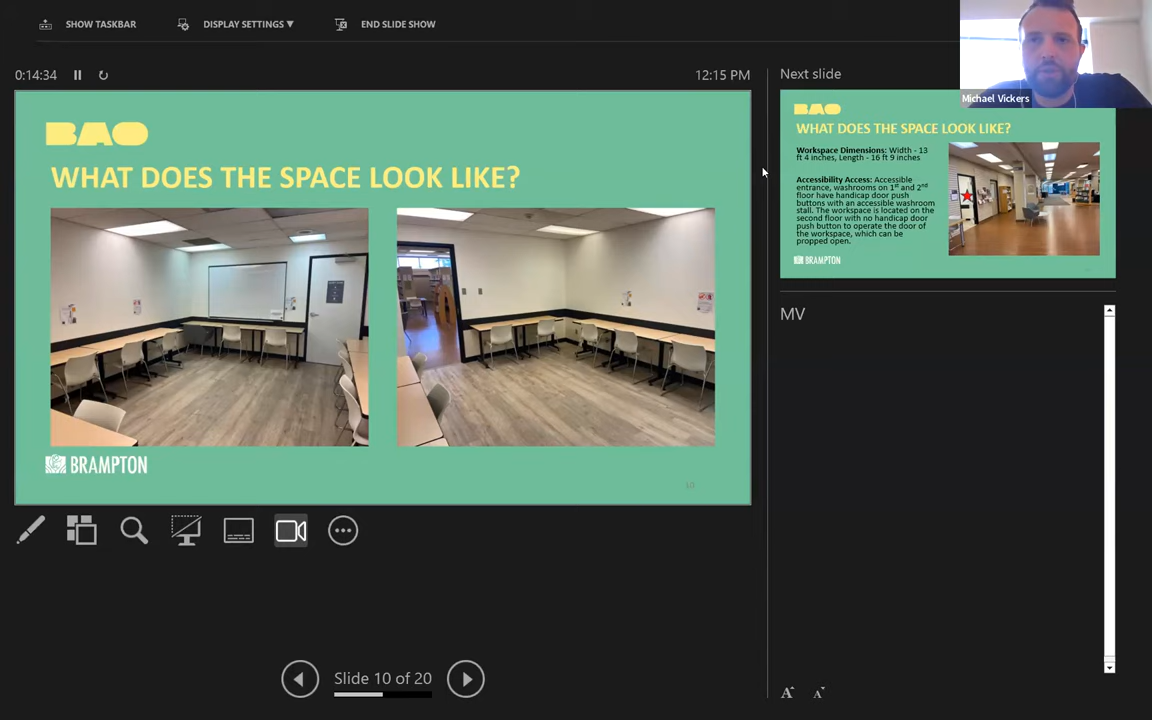 SHOW TASKBAR
DISPLAY SETTINGS ▼
END SLIDE SHOW
0:14:34
12:15 PM
BAO
WHAT DOES THE SPACE LOOK LIKE?
BRAMPTON
Slide 10 of 20
Next slide
Michael Vickers
BAO
WHAT DOES THE SPACE LOOK LIKE?
Workspace Dimensions: Width - 13
ft 4 inches, Length - 16 ft 9 inches
Accessibility Access: Accessible
entrance, washrooms on 1st and 2nd
floor have handicap door push
buttons with an accessible washroom
stall. The workspace is located on the
second floor with no handicap door
push button to operate the door of
the workspace, which can be
propped open.
BRAMPTON
MV
A A